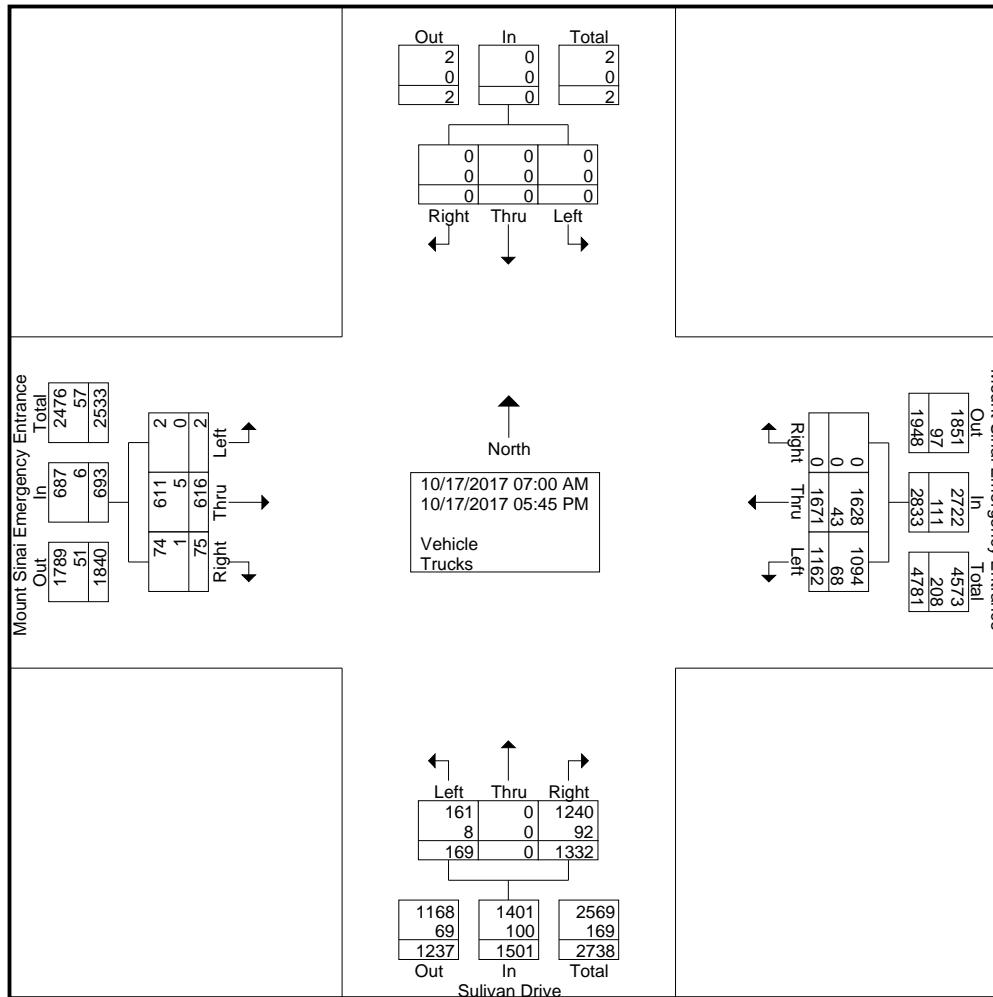 Out In Total
2 0 2
0 0 0
2 0 2
0 0 0
0 0 0
0 0 0
Right Thru Left
Mount Sinai Emergency Entrance
Total In Out
2476 687 1789
57 6 51
2533 693 1840
Left Thru Right
2 611 74
0 5 1
2 616 75
North
10/17/2017 07:00 AM
10/17/2017 05:45 PM
Vehicle
Trucks
Right Thru Left
0 1628 1094
0 43 68
0 1671 1162
Out In Total
1851 2722 4573
97 111 208
1948 2833 4781
Mount Sinai Emergency Entrance
Left Thru Right
161 0 1240
8 0 92
169 0 1332
1168 1401 2569
69 100 169
1237 1501 2738
Out In Total
Sulivan Drive